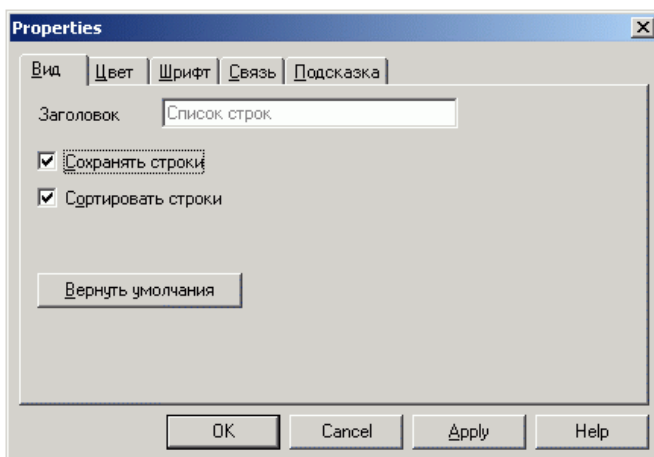 Properties
Вид Цвет Шрифт Связь Подсказка
Заголовок Список строк
Сохранять строки
Сортировать строки
Вернуть умолчания
OK Cancel Apply Help